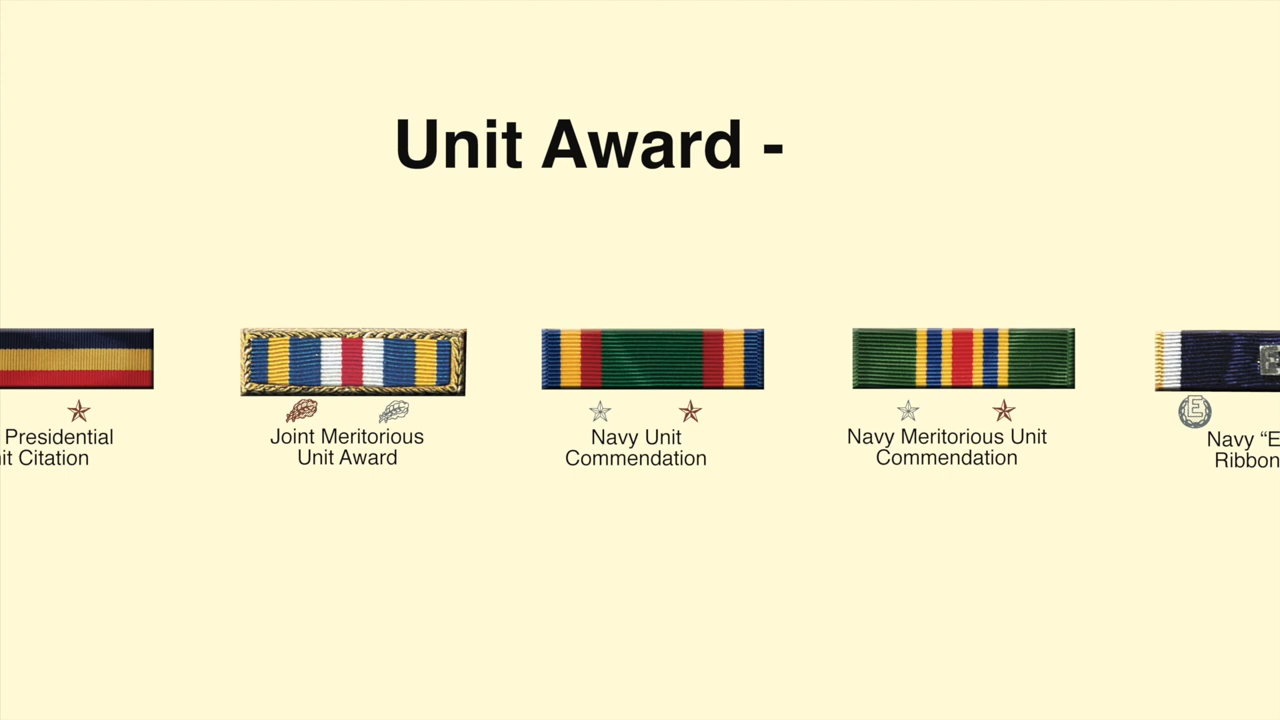 Unit Award -
Presidential
it Citation
Joint Meritorious
Unit Award
Navy Unit
Commendation
Navy Meritorious Unit
Commendation
E
Navy “E
Ribbon